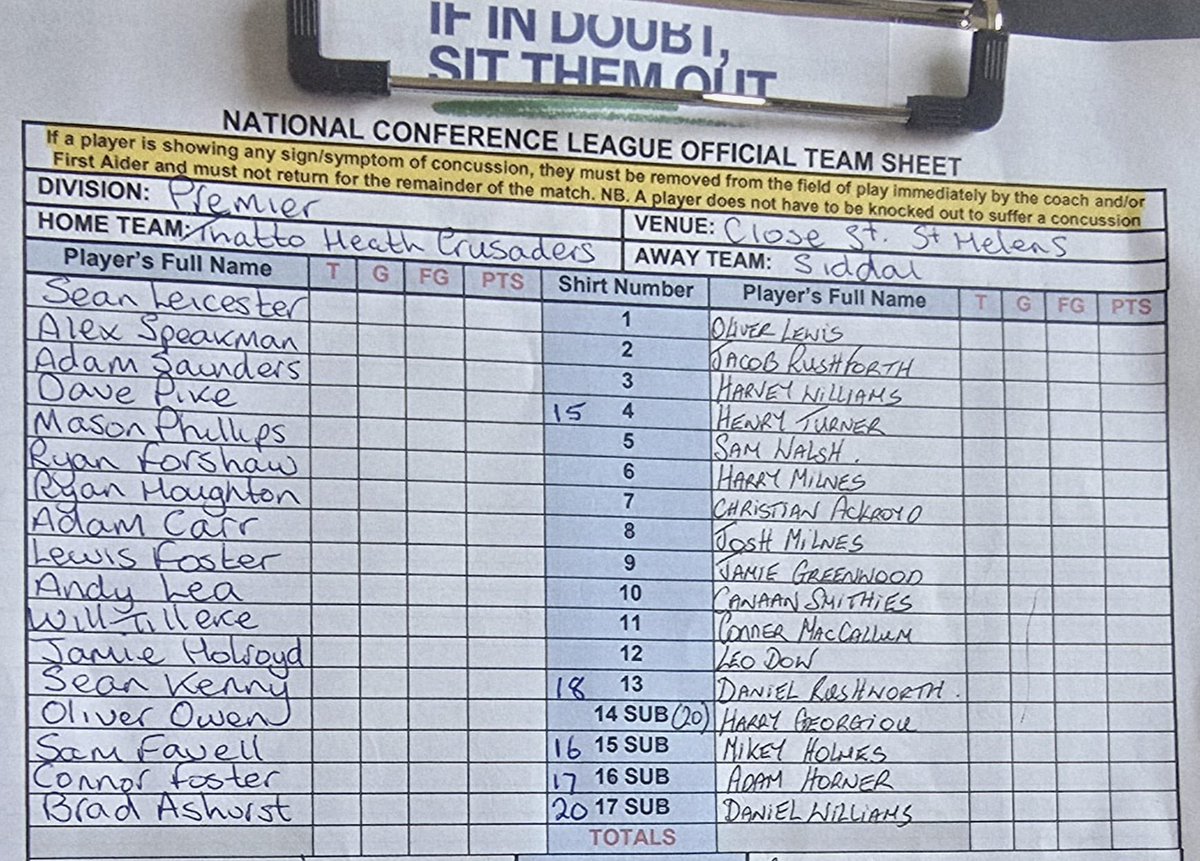 IF IN DOUBT,
SIT THEM OUT
NATIONAL CONFERENCE LEAGUE OFFICIAL TEAM SHEET
If a player is showing any sign/symptom of concussion, they must be removed from the field of play immediately by the coach and/or
First Aider and must not return for the remainder of the match. NB. A player does not have to be knocked out to suffer a concussion
DIVISION: Premier
HOME TEAM: Thatto Heath Crusaders VENUE: Close St. St Helens
AWAY TEAM: Siddal
Player's Full Name T G FG PTS Shirt Number Player's Full Name T G FG PTS
Sean Leicester 1 OLIVER LEWIS
Alex Speakman 2 JACOB RUSHFORTH
Adam Saunders 3 HARVEY WILLIAMS
Dave Pike 15 4 HENRY TURNER
Mason Phillips 5 SAM WALSH.
Ryan Forshaw 6 HARRY MILNES
Ryan Houghton 7 CHRISTIAN ACKROYD
Adam Carr 8 JOSH MILNES
Lewis Foster 9 JAMIE GREENWOOD
Andy Lea 10 CANAAN SMITHIES
Will Tillere 11 CONNER MACCALLUM
Jamie Holroyd 12 LEO DOW
Sean Kenny 18 13 DANIEL RUSHWORTH.
Oliver Owen 14 SUB (20) HARRY GEORGIOU
Sam Favell 16 15 SUB MIKEY HOLMES
Connor Foster 17 16 SUB ADAM HORNER
Brad Ashurst 20 17 SUB DANIEL WILLIAMS
TOTALS